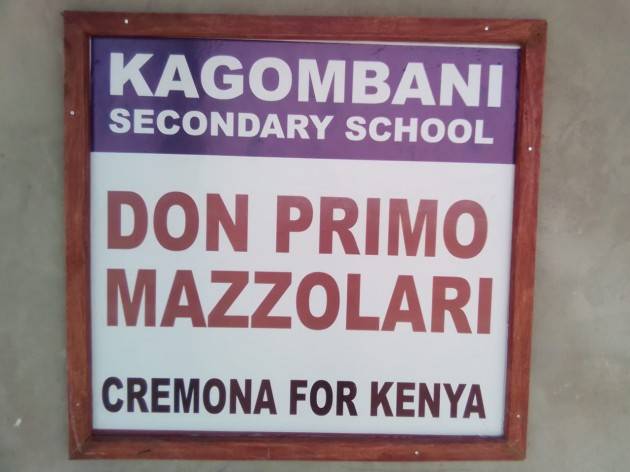 KAGOMBANI
SECONDARY SCHOOL
DON PRIMO
MAZZOLARI
CREMONA FOR KENYA